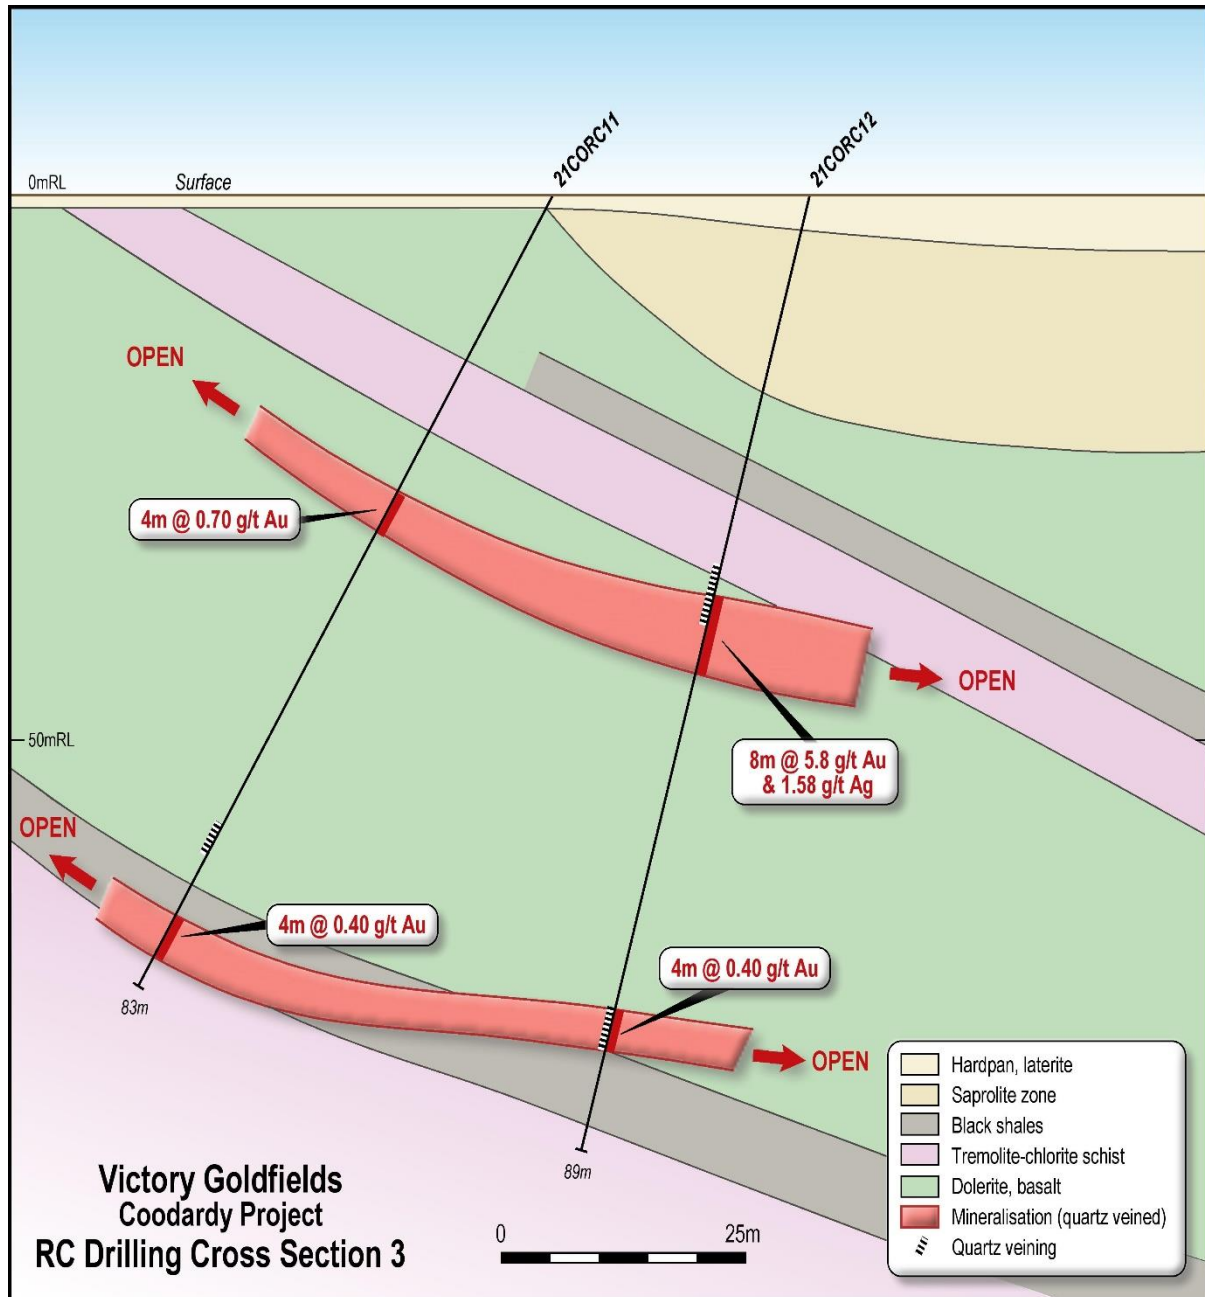 21CORC11
21CORC12
0mRL
Surface
OPEN
4m @ 0.70 g/t Au
OPEN
50mRL
8m @ 5.8 g/t Au
& 1.58 g/t Ag
OPEN
4m @ 0.40 g/t Au
4m @ 0.40 g/t Au
83m
OPEN
89m
Hardpan, laterite
Saprolite zone
Black shales
Tremolite-chlorite schist
Dolerite, basalt
Mineralisation (quartz veined)
Quartz veining
Victory Goldfields
Coodardy Project
RC Drilling Cross Section 3
0
25m